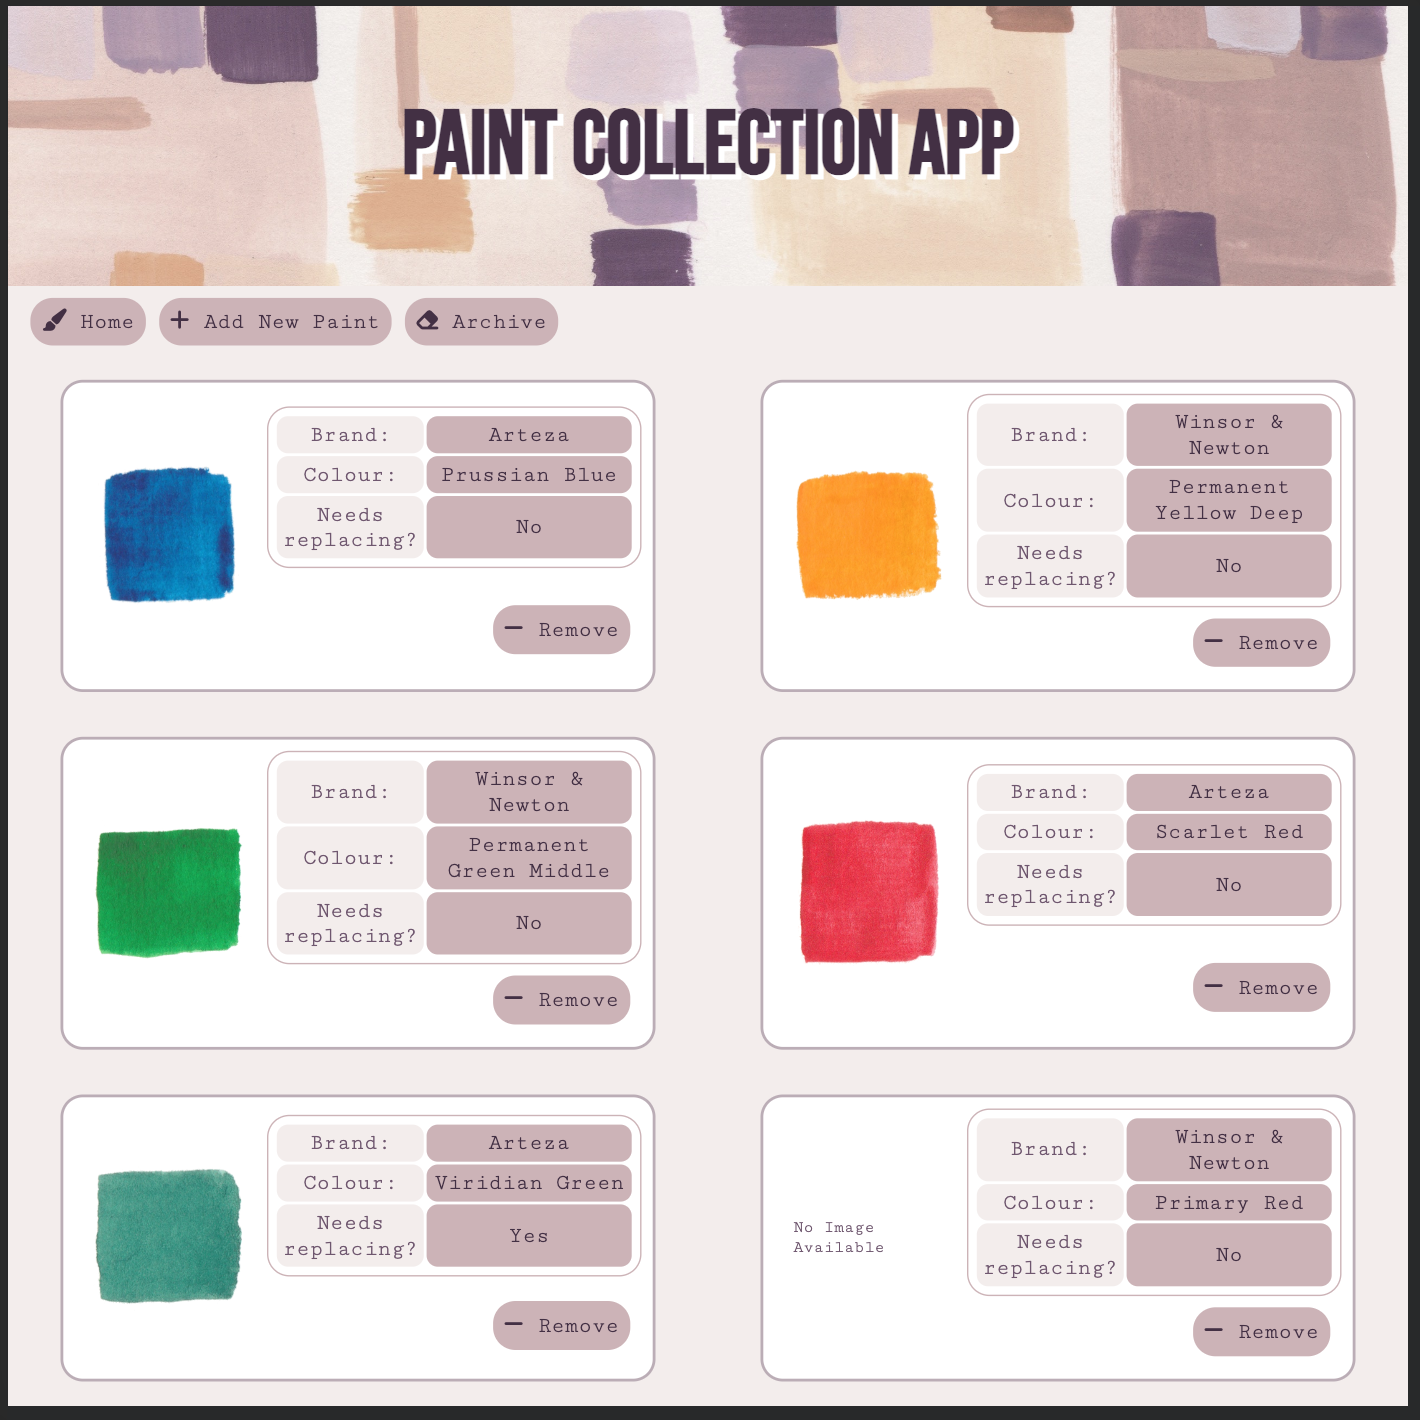 PAINT COLLECTION APP
Home
Add New Paint
Archive
Brand:
Arteza
Colour:
Prussian Blue
Needs
replacing?
No
Remove
Brand:
Winsor &
Newton
Colour:
Permanent
Yellow Deep
Needs
replacing?
No
Remove
Brand:
Winsor &
Newton
Colour:
Permanent
Green Middle
Needs
replacing?
No
Remove
Brand:
Arteza
Colour:
Scarlet Red
Needs
replacing?
No
Remove
Brand:
Arteza
Colour:
Viridian Green
Needs
replacing?
Yes
Remove
No Image
Available
Brand:
Winsor &
Newton
Colour:
Primary Red
Needs
replacing?
No
Remove